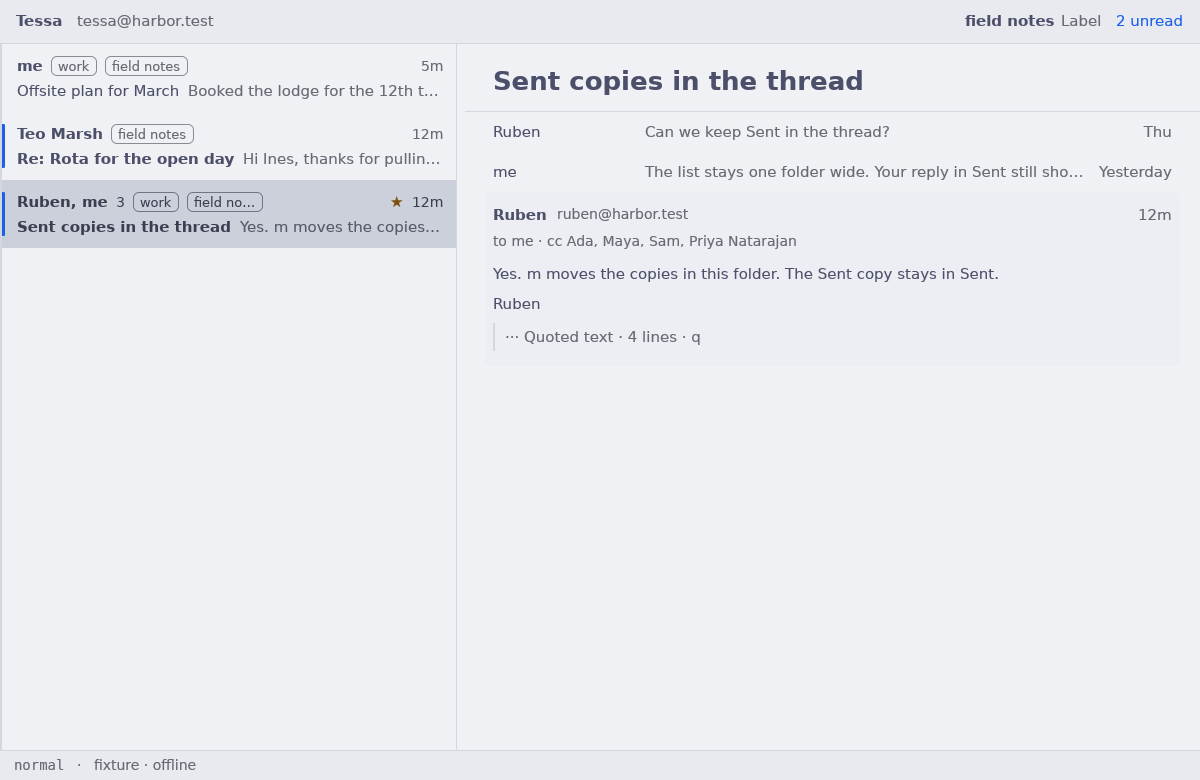 Tessa tessa@harbor.test field notes Label 2 unread
me work field notes 5m
Offsite plan for March Booked the lodge for the 12th t…
Teo Marsh field notes 12m
Re: Rota for the open day Hi Ines, thanks for pullin…
Ruben, me 3 work field no… ★ 12m
Sent copies in the thread Yes. m moves the copies…
Sent copies in the thread
Ruben Can we keep Sent in the thread? Thu
me The list stays one folder wide. Your reply in Sent still sho… Yesterday
Ruben ruben@harbor.test 12m
to me · cc Ada, Maya, Sam, Priya Natarajan
Yes. m moves the copies in this folder. The Sent copy stays in Sent.
Ruben
··· Quoted text · 4 lines · q
normal · fixture · offline